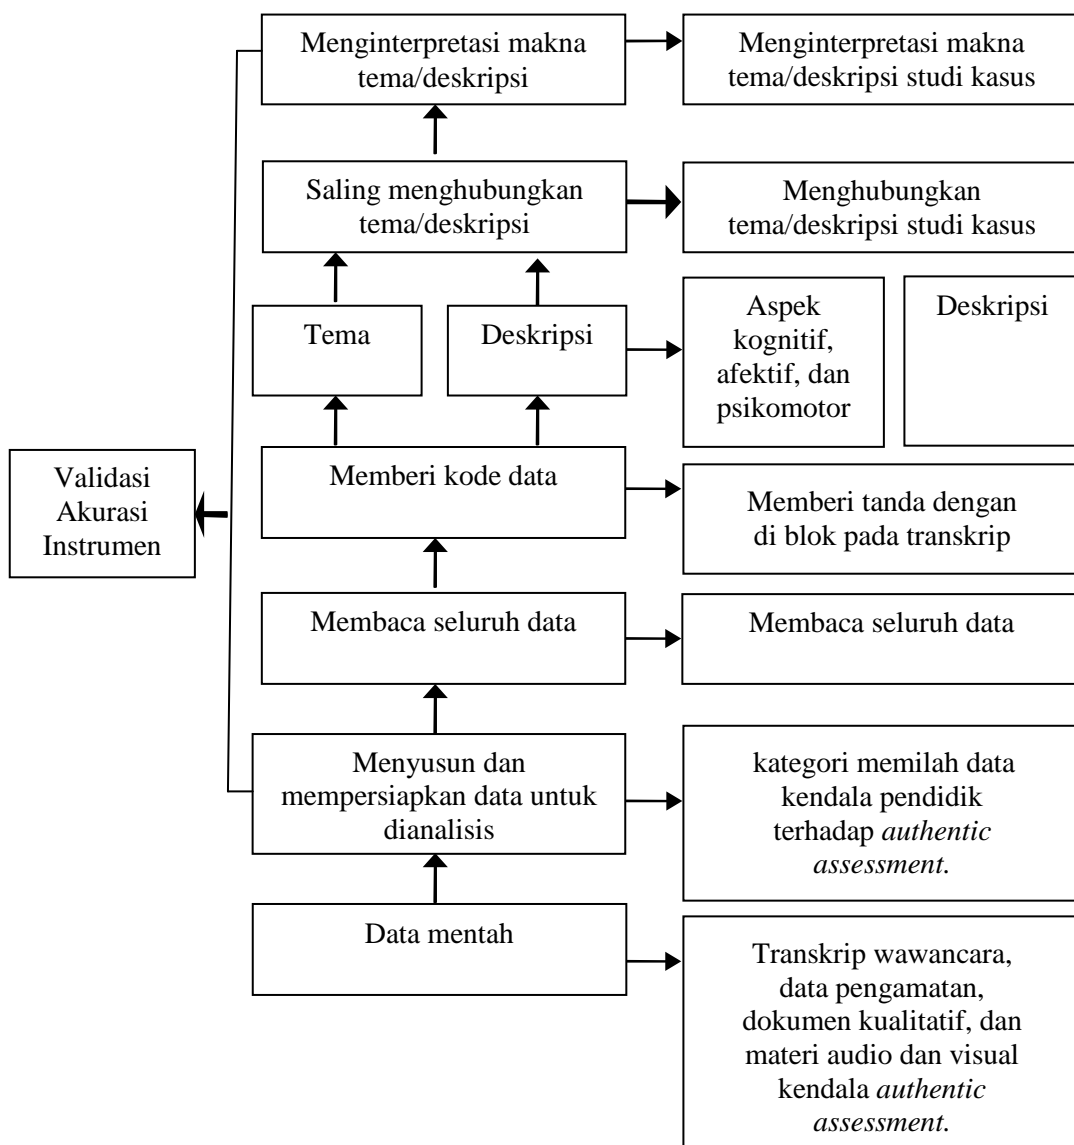 Menginterpretasi makna
tema/deskripsi
Menginterpretasi makna
tema/deskripsi studi kasus
Saling menghubungkan
tema/deskripsi
Menghubungkan
tema/deskripsi studi kasus
Tema
Deskripsi
Aspek
kognitif,
afektif, dan
psikomotor
Deskripsi
Validasi
Akurasi
Instrumen
Memberi kode data
Memberi tanda dengan
di blok pada transkrip
Membaca seluruh data
Membaca seluruh data
Menyusun dan
mempersiapkan data untuk
dianalisis
kategori memilah data
kendala pendidik
terhadap authentic
assessment.
Data mentah
Transkrip wawancara,
data pengamatan,
dokumen kualitatif, dan
materi audio dan visual
kendala authentic
assessment.